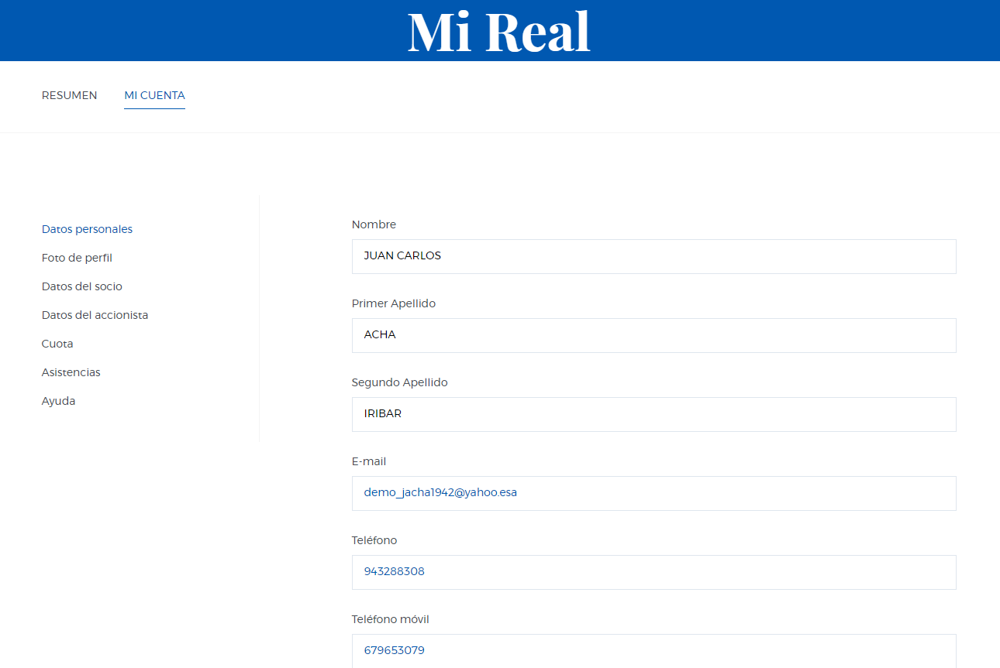 Mi Real
RESUMEN MI CUENTA
Datos personales
Foto de perfil
Datos del socio
Datos del accionista
Cuota
Asistencias
Ayuda
Nombre
JUAN CARLOS
Primer Apellido
ACHA
Segundo Apellido
IRIBAR
E-mail
demo_jacha1942@yahoo.esa
Teléfono
943288308
Teléfono móvil
679653079